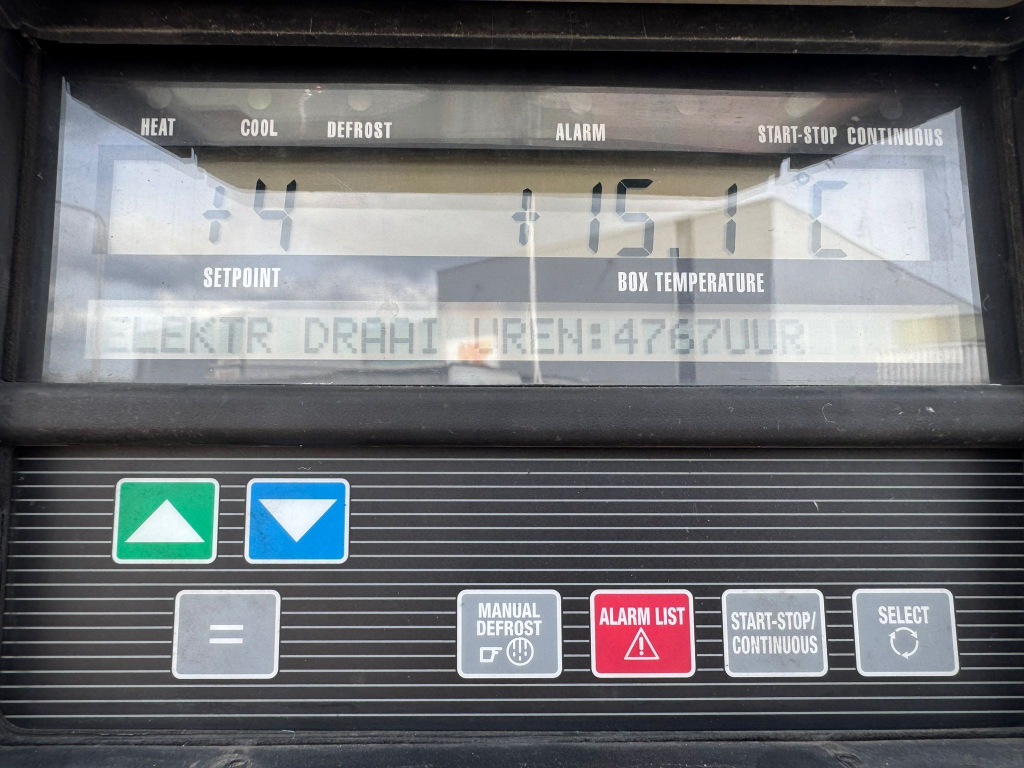 HEAT COOL DEFROST ALARM START-STOP CONTINUOUS
+4 +15.1 C
SETPOINT BOX TEMPERATURE
ELEKTR DRAAI UREN:4767UUR
MANUAL DEFROST
ALARM LIST
START-STOP/
CONTINUOUS
SELECT
=